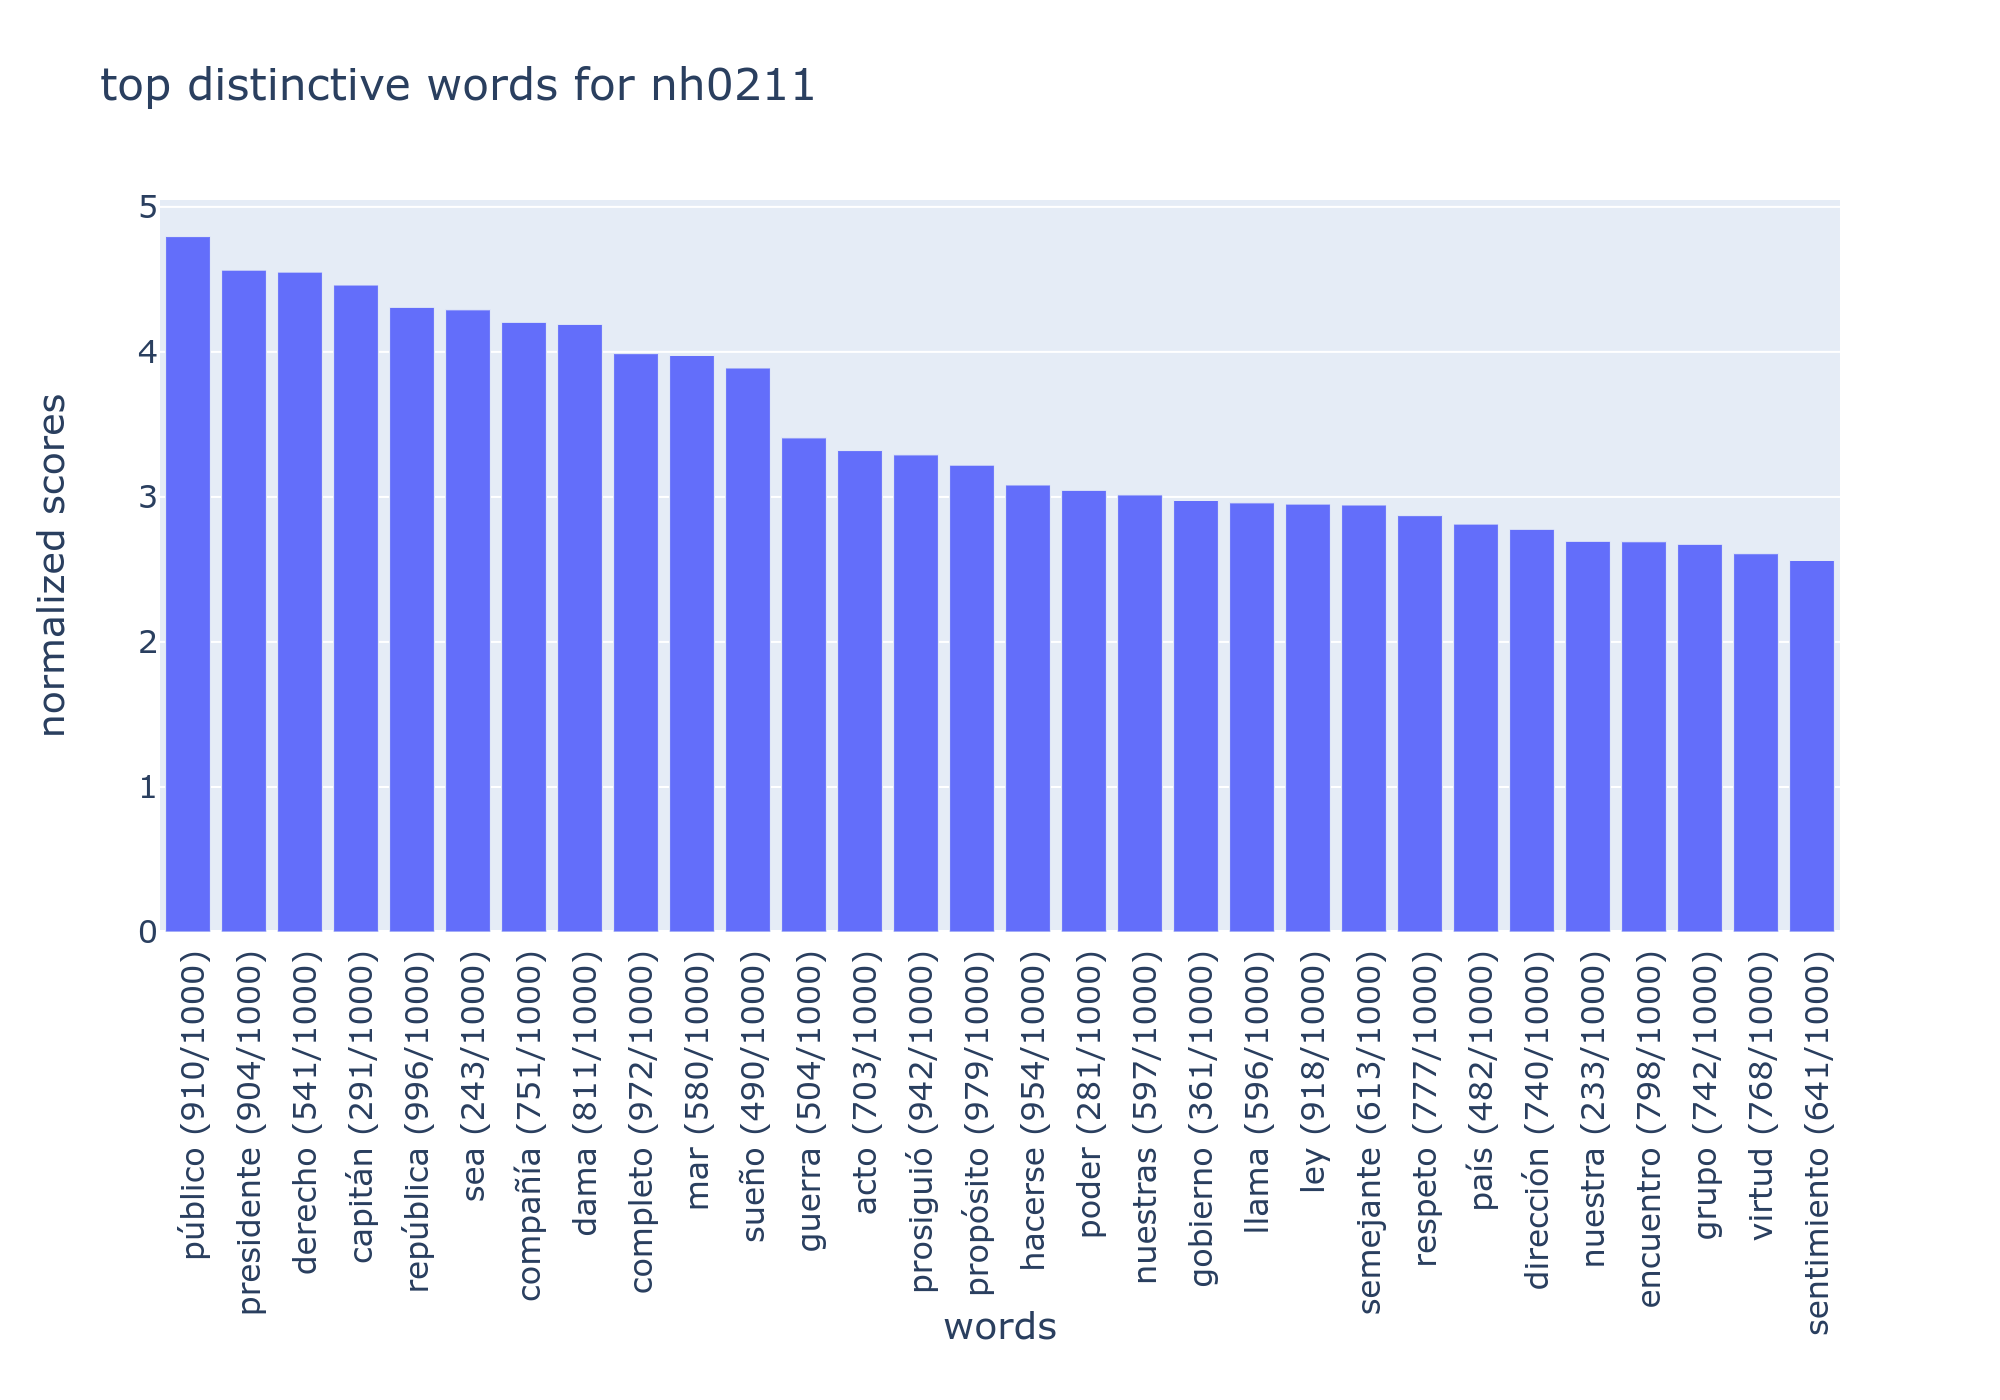 top distinctive words for nh0211
normalized scores
5
4
3
2
1
0
público (910/1000)
presidente (904/1000)
derecho (541/1000)
capitán (291/1000)
república (996/1000)
sea (243/1000)
compañía (751/1000)
dama (811/1000)
completo (972/1000)
mar (580/1000)
sueño (490/1000)
guerra (504/1000)
acto (703/1000)
prosiguió (942/1000)
propósito (979/1000)
hacerse (954/1000)
poder (281/1000)
nuestras (597/1000)
gobierno (361/1000)
llama (596/1000)
ley (918/1000)
semejante (613/1000)
respeto (777/1000)
país (482/1000)
dirección (740/1000)
nuestra (233/1000)
encuentro (798/1000)
grupo (742/1000)
virtud (768/1000)
sentimiento (641/1000)
words